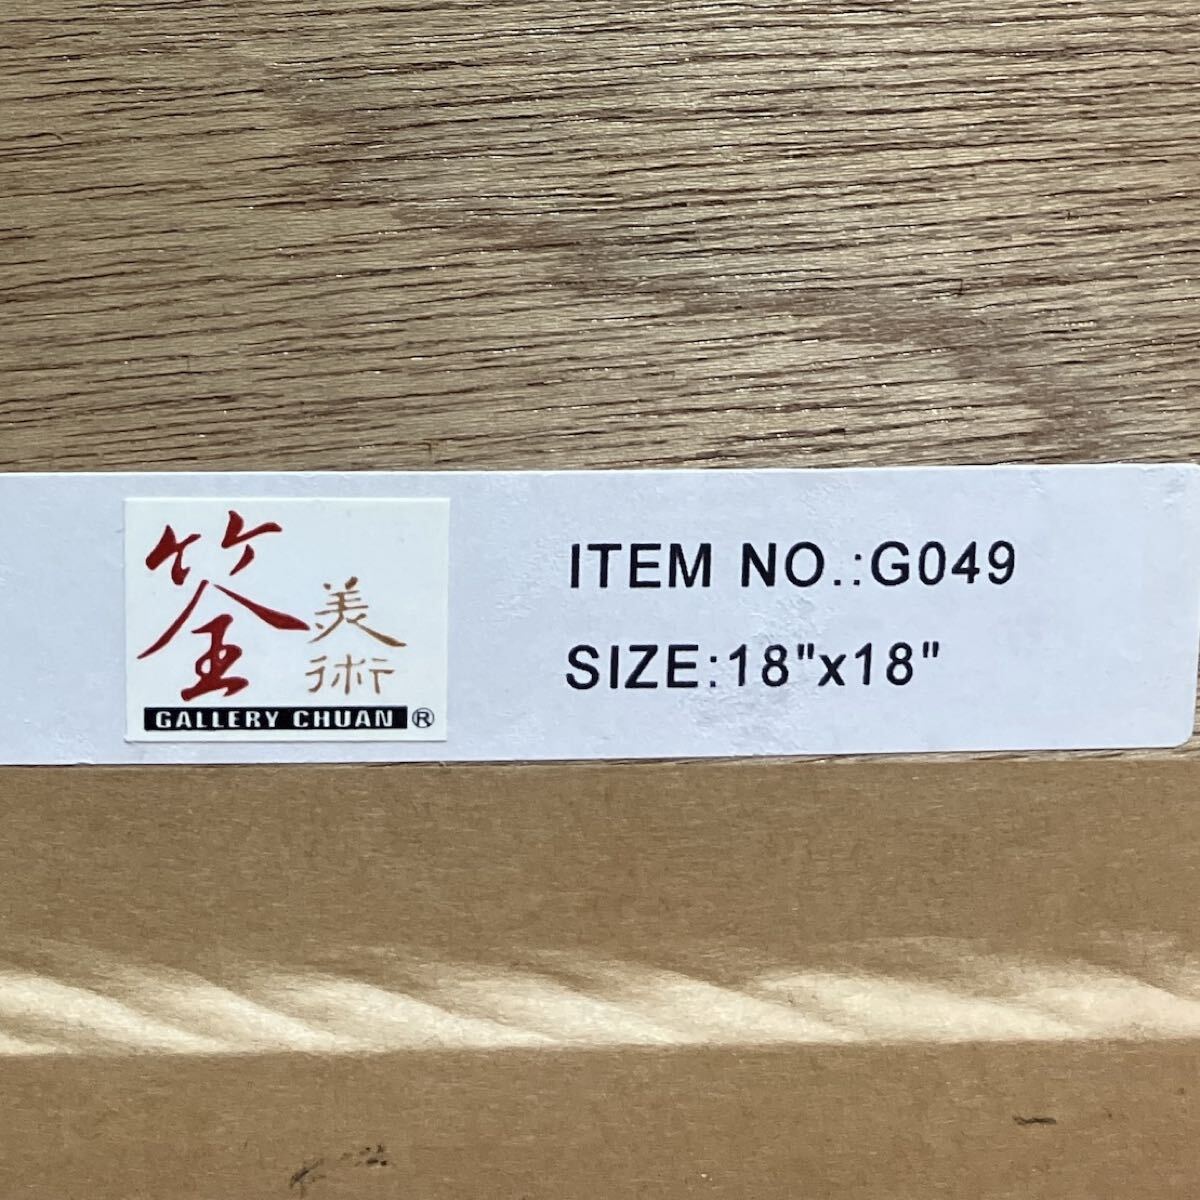 筌
美
術
GALLERY CHUAN ®
ITEM NO.:G049
SIZE:18"x18"